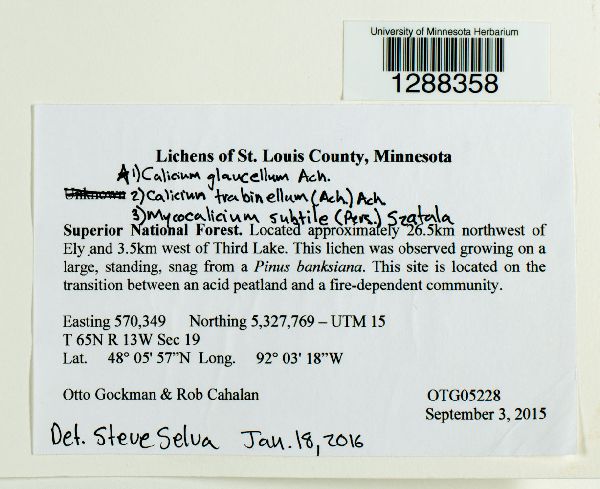 University of Minnesota Herbarium
1288358
Lichens of St. Louis County, Minnesota
1) Calicium glaucellum Ach.
Unknown 2) Calicium trabinellum (Ach.) Ach
3) Mycocalicium subtile (Pers.) Szatala
Superior National Forest. Located approximately 26.5km northwest of
Ely and 3.5km west of Third Lake. This lichen was observed growing on a
large, standing, snag from a Pinus banksiana. This site is located on the
transition between an acid peatland and a fire-dependent community.
Easting 570,349 Northing 5,327,769 – UTM 15
T 65N R 13W Sec 19
Lat. 48° 05' 57"N Long. 92° 03' 18"W
Otto Gockman & Rob Cahalan OTG05228
September 3, 2015
Det. Steve Selva Jan. 18, 2016